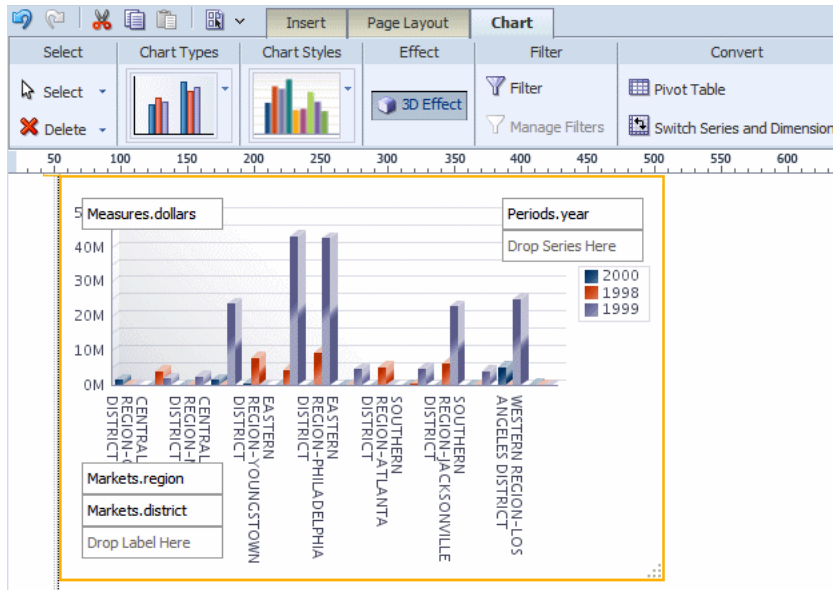 Insert Page Layout Chart
Select Chart Types Chart Styles Effect Filter Convert
Select
Delete
3D Effect
Filter
Manage Filters
Pivot Table
Switch Series and Dimension
50 100 150 200 250 300 350 400 450 500 550 600
5
Measures.dollars
40M
30M
20M
10M
0M
Periods.year
Drop Series Here
2000
1998
1999
CENTRAL
REGION-
DISTRICT
CENTRAL
REGION-
DISTRICT
EASTERN
REGION-YOUNGSTOWN
DISTRICT
EASTERN
REGION-PHILADELPHIA
DISTRICT
SOUTHERN
REGION-ATLANTA
DISTRICT
SOUTHERN
REGION-JACKSONVILLE
DISTRICT
WESTERN REGION-LOS
ANGELES DISTRICT
Markets.region
Markets.district
Drop Label Here